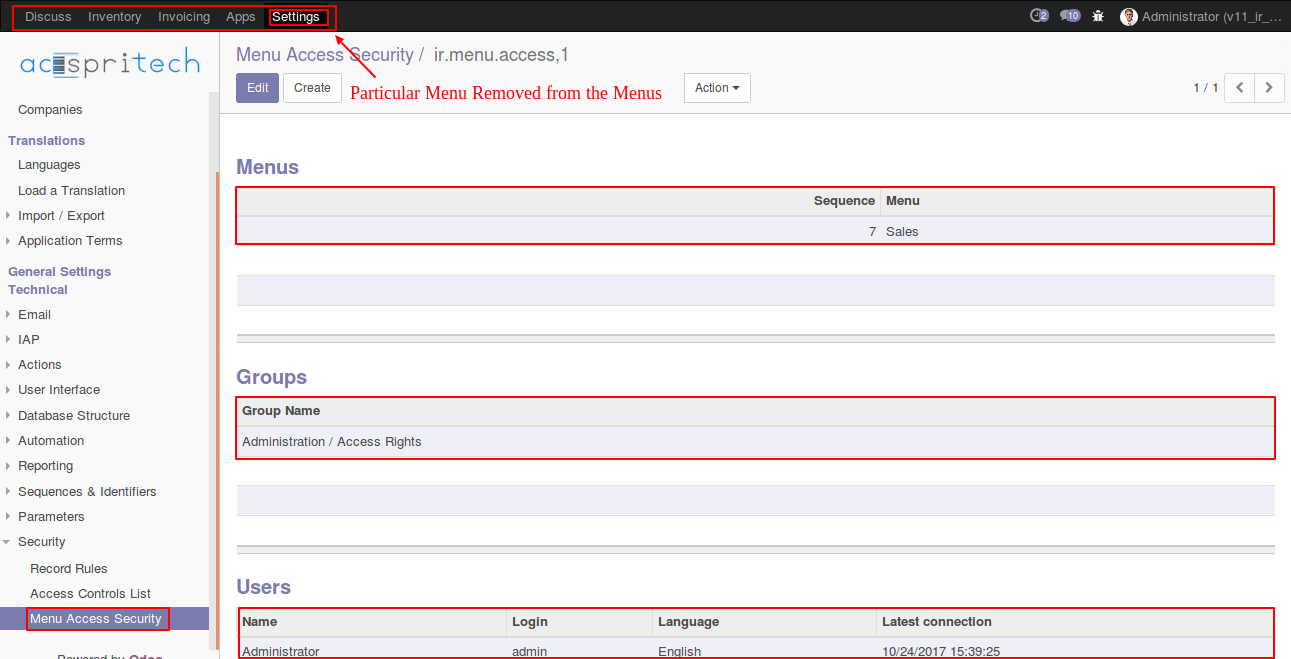 Discuss Inventory Invoicing Apps Settings 2 10 Administrator (v11_ir_...
acespritech
Menu Access Security / ir.menu.access,1
Edit Create Particular Menu Removed from the Menus Action 1 / 1
Companies
Translations
Languages
Load a Translation
Import / Export
Application Terms
General Settings
Technical
Email
IAP
Actions
User Interface
Database Structure
Automation
Reporting
Sequences & Identifiers
Parameters
Security
Record Rules
Access Controls List
Menu Access Security
Powered by Odoo
Menus
Sequence Menu
7 Sales
Groups
Group Name
Administration / Access Rights
Users
Name Login Language Latest connection
Administrator admin English 10/24/2017 15:39:25